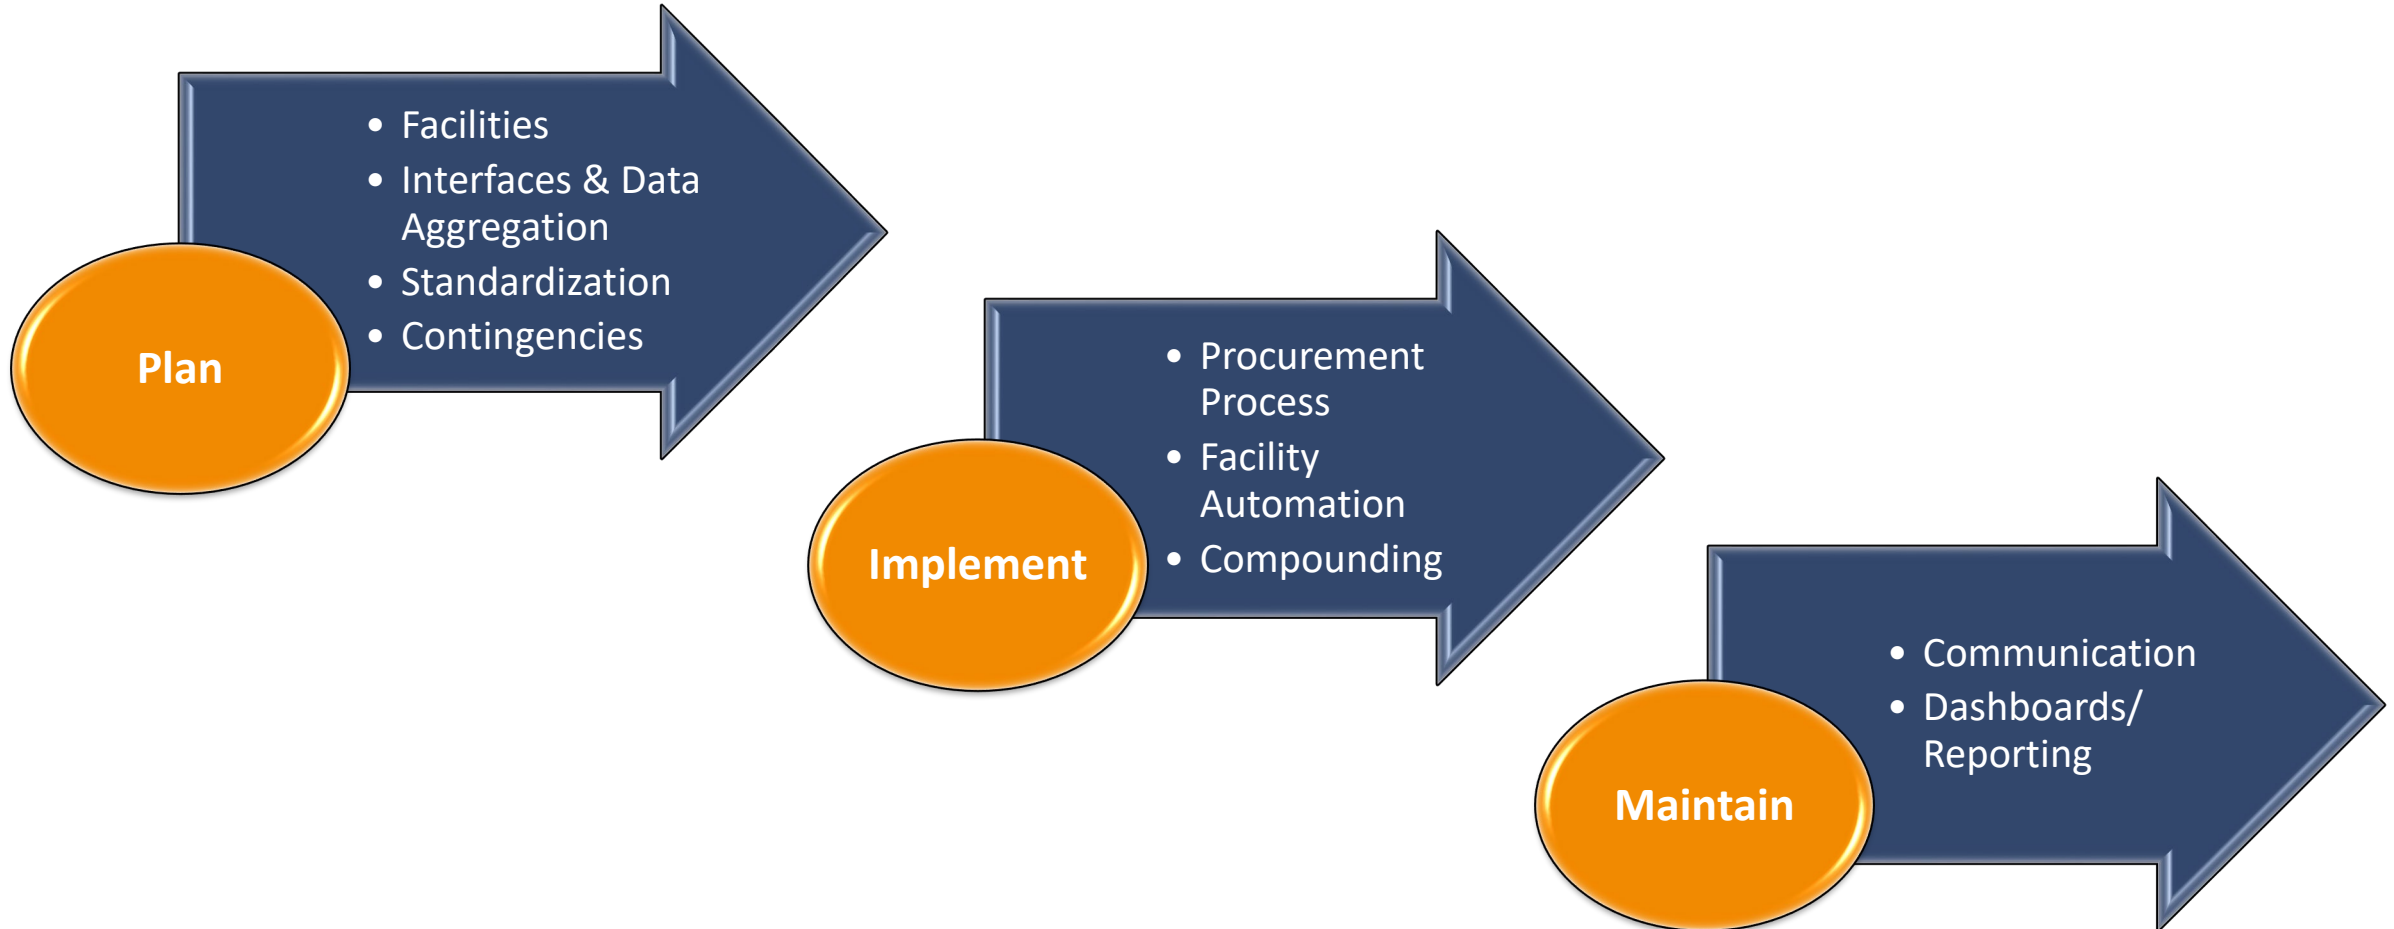 Plan
• Facilities
• Interfaces & Data
Aggregation
• Standardization
• Contingencies
Implement
• Procurement
Process
• Facility
Automation
• Compounding
Maintain
• Communication
• Dashboards/
Reporting